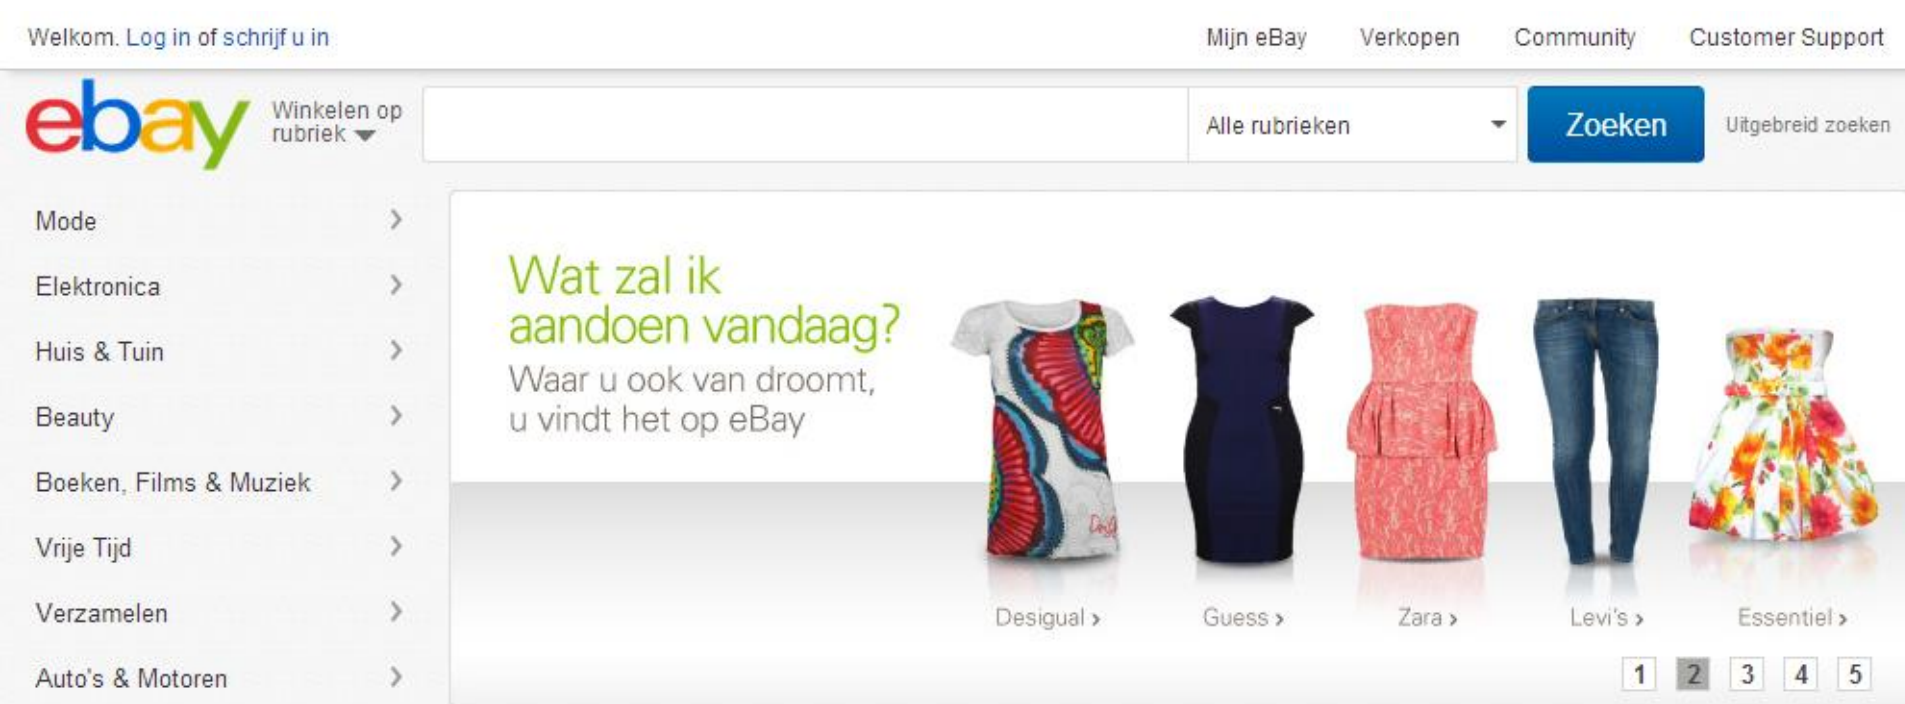 Welkom. Log in of schrijf u in
Mijn eBay
Verkopen
Community
Customer Support
ebay
Winkelen op
rubriek
Alle rubrieken
Zoeken
Uitgebreid zoeken
Mode
Elektronica
Huis & Tuin
Beauty
Boeken, Films & Muziek
Vrije Tijd
Verzamelen
Auto's & Motoren
Wat zal ik
aandoen vandaag?
Waar u ook van droomt,
u vindt het op eBay
Desigual ›
Guess ›
Zara ›
Levi's ›
Essentiel ›
1 2 3 4 5